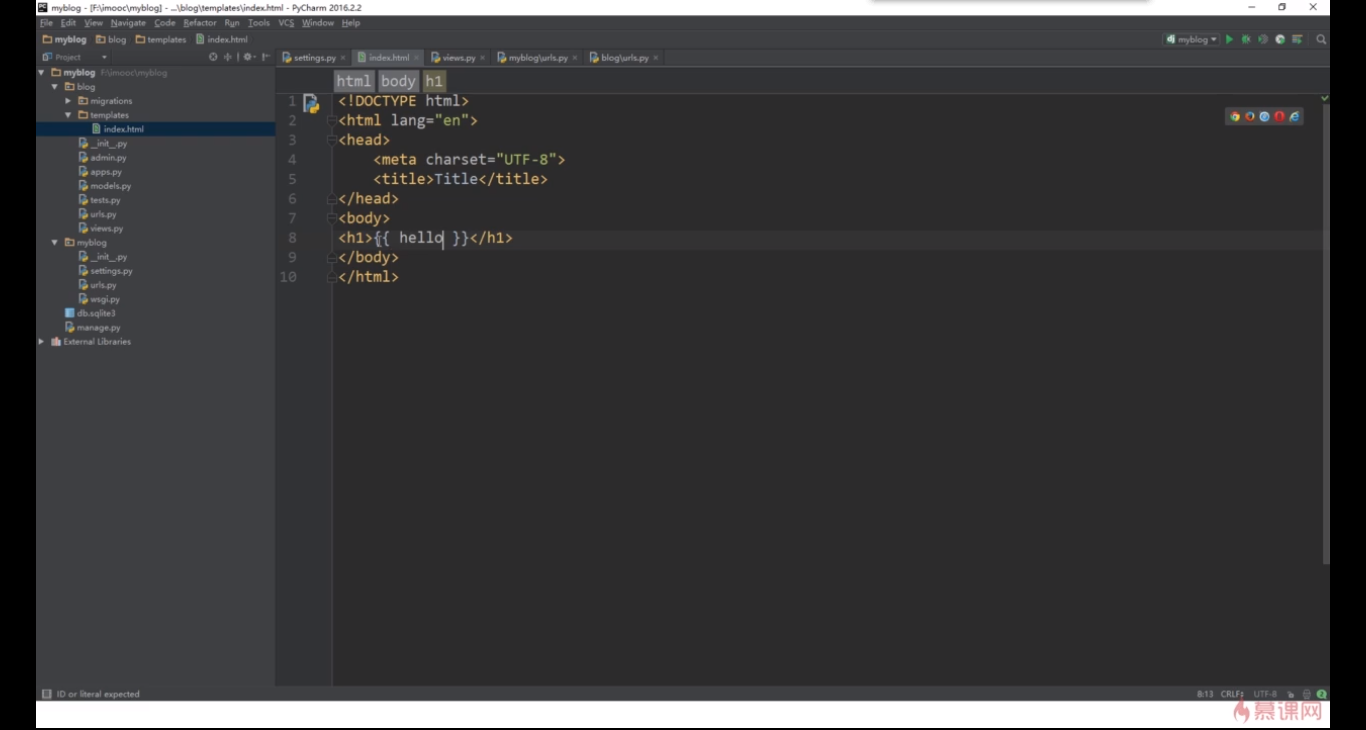 myblog - [F:\imooc\myblog] - ...\blog\templates\index.html - PyCharm 2016.2.2
File Edit View Navigate Code Refactor Run Tools VCS Window Help
myblog blog templates index.html
myblog
Project
settings.py × index.html × views.py × myblog\urls.py × blog\urls.py ×
myblog F:\imooc\myblog
blog
migrations
templates
index.html
__init__.py
admin.py
apps.py
models.py
tests.py
urls.py
views.py
myblog
__init__.py
settings.py
urls.py
wsgi.py
db.sqlite3
manage.py
External Libraries
html body h1
1 <!DOCTYPE html>
2 <html lang="en">
3 <head>
4 <meta charset="UTF-8">
5 <title>Title</title>
6 </head>
7 <body>
8 <h1>{{ hello }}</h1>
9 </body>
10 </html>
ID or literal expected
8:13 CRLF UTF-8
慕课网